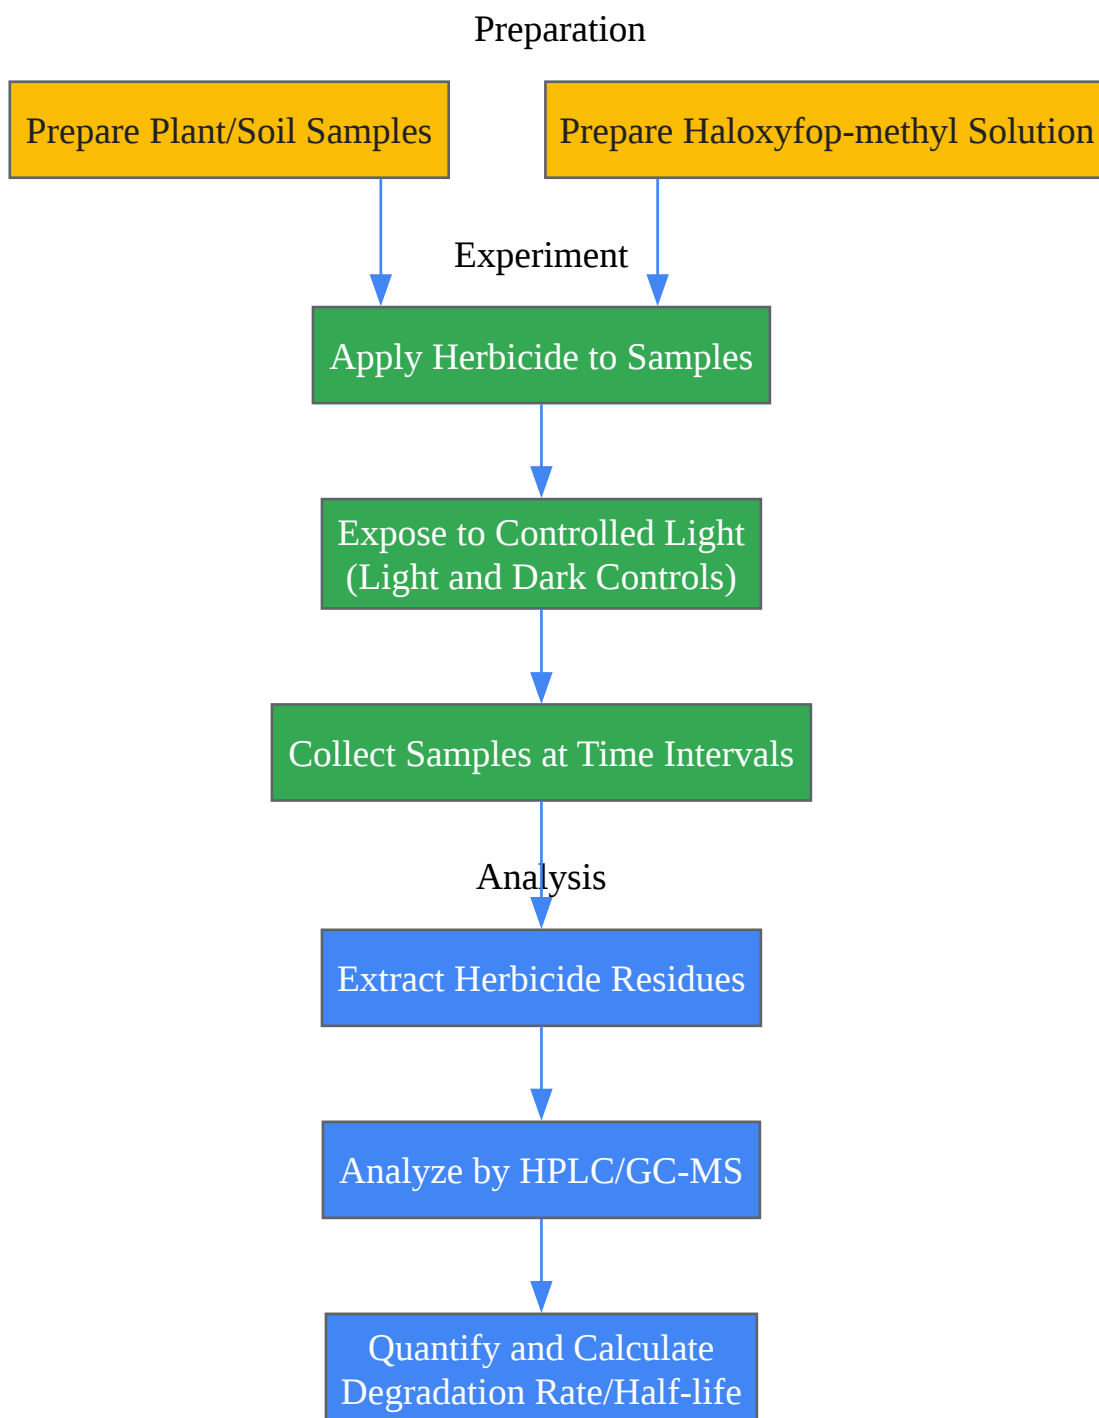 Preparation
Prepare Plant/Soil Samples
Prepare Haloxyfop-methyl Solution
Experiment
Apply Herbicide to Samples
Expose to Controlled Light
(Light and Dark Controls)
Collect Samples at Time Intervals
Analysis
Extract Herbicide Residues
Analyze by HPLC/GC-MS
Quantify and Calculate
Degradation Rate/Half-life